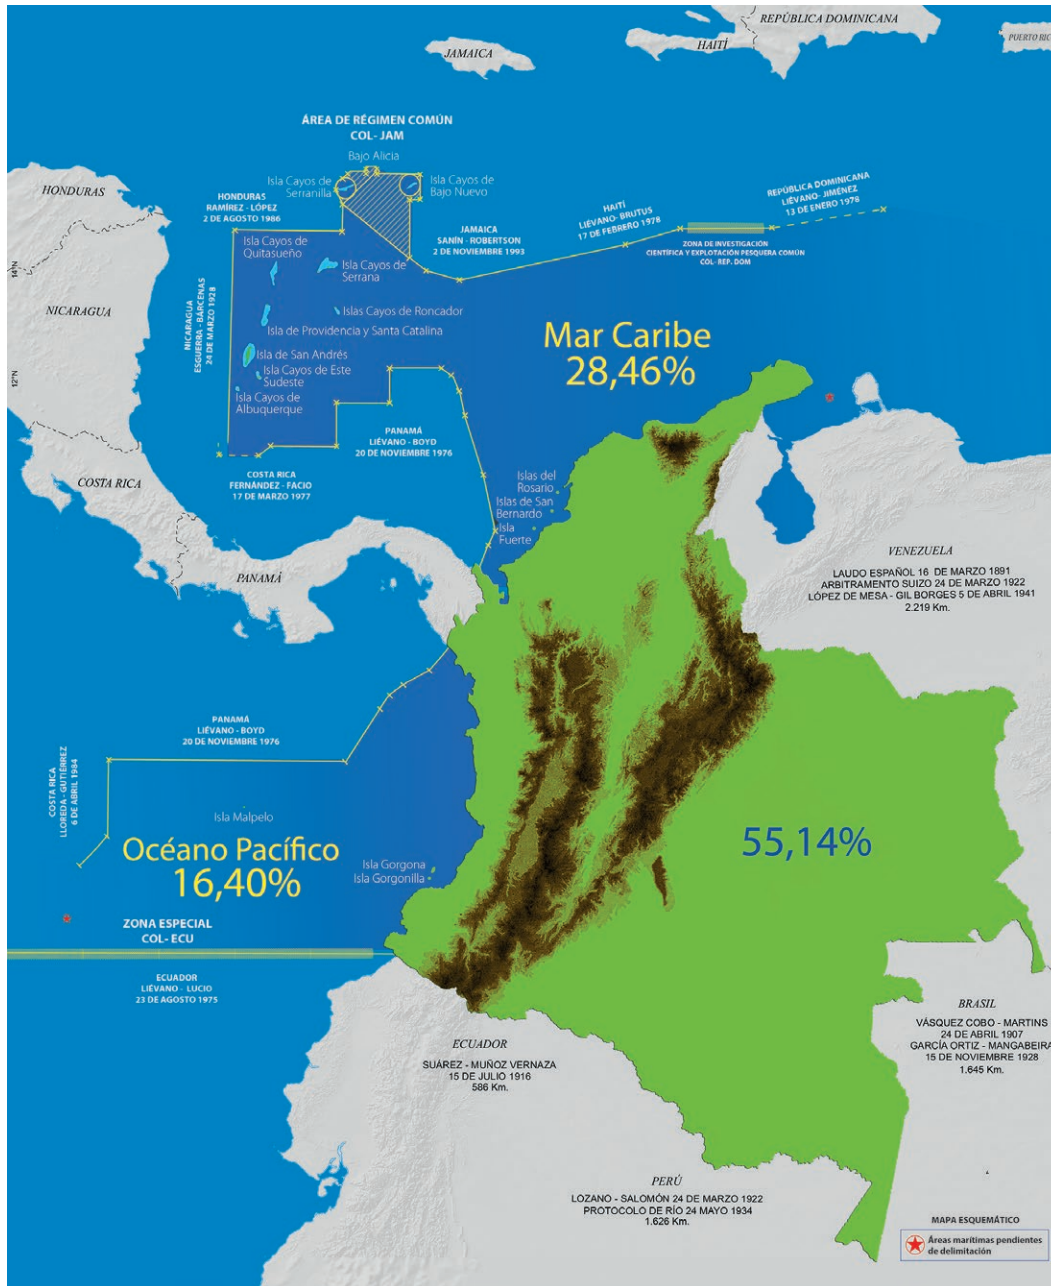 REPÚBLICA DOMINICANA
HAITÍ
JAMAICA
ÁREA DE RÉGIMEN COMÚN
COL- JAM
Bajo Alicia
Isla Cayos de
Serranilla
Isla Cayos de
Bajo Nuevo
HONDURAS
HONDURAS
RAMÍREZ - LÓPEZ
2 DE AGOSTO 1986
JAMAICA
SANÍN - ROBERTSON
2 DE NOVIEMBRE 1993
HAITÍ
LIÉVANO- BRUTUS
17 DE FEBRERO 1978
REPÚBLICA DOMINICANA
LIÉVANO- JIMÉNEZ
13 DE ENERO 1978
ZONA DE INVESTIGACIÓN
CIENTÍFICA Y EXPLOTACIÓN PESQUERA COMÚN
COL- REP. DOM
14°N
Isla Cayos de
Quitasueño
Isla Cayos de
Serrana
Islas Cayos de Roncador
Isla de Providencia y Santa Catalina
Isla de San Andrés
Isla Cayos de Este
Sudeste
Isla Cayos de
Albuquerque
NICARAGUA
NICARAGUA
ESGUERRA - BÁRCENAS
24 DE MARZO 1928
12°N
Mar Caribe
28,46%
PANAMÁ
LIÉVANO - BOYD
20 DE NOVIEMBRE 1976
COSTA RICA
FERNÁNDEZ - FACIO
17 DE MARZO 1977
COSTA RICA
Islas del
Rosario
Islas de San
Bernardo
Isla
Fuerte
PANAMÁ
VENEZUELA
LAUDO ESPAÑOL 16 DE MARZO 1891
ARBITRAMENTO SUIZO 24 DE MARZO 1922
LÓPEZ DE MESA - GIL BORGES 5 DE ABRIL 1941
2.219 Km.
PANAMÁ
LIÉVANO - BOYD
20 DE NOVIEMBRE 1976
COSTA RICA
LLOREDA - GUTIÉRREZ
6 DE ABRIL 1984
Isla Malpelo
Océano Pacífico
16,40%
Isla Gorgona
Isla Gorgonilla
55,14%
ZONA ESPECIAL
COL- ECU
ECUADOR
LIÉVANO - LUCIO
23 DE AGOSTO 1975
ECUADOR
SUÁREZ - MUÑOZ VERNAZA
15 DE JULIO 1916
586 Km.
BRASIL
VÁSQUEZ COBO - MARTINS
24 DE ABRIL 1907
GARCÍA ORTIZ - MANGABEIRA
15 DE NOVIEMBRE 1928
1.645 Km.
PERÚ
LOZANO - SALOMÓN 24 DE MARZO 1922
PROTOCOLO DE RÍO 24 MAYO 1934
1.626 Km.
MAPA ESQUEMÁTICO
Áreas marítimas pendientes
de delimitación